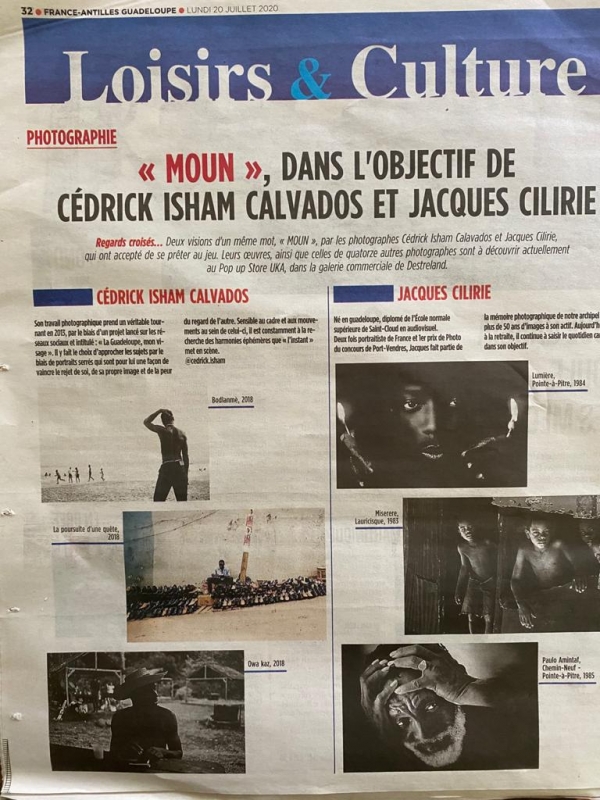 32 • FRANCE-ANTILLES GUADELOUPE • LUNDI 20 JUILLET 2020
Loisirs & Culture
PHOTOGRAPHIE
« MOUN », DANS L'OBJECTIF DE
CÉDRICK ISHAM CALVADOS ET JACQUES CILIRIE
Regards croisés... Deux visions d'un même mot, « MOUN », par les photographes Cédrick Isham Calavados et Jacques Cilirie,
qui ont accepté de se prêter au jeu. Leurs œuvres, ainsi que celles de quatorze autres photographes sont à découvrir actuellement
au Pop up Store UKA, dans la galerie commerciale de Destreland.
CÉDRICK ISHAM CALVADOS
Son travail photographique prend un véritable tour-
nant en 2013, par le biais d'un projet lancé sur les ré-
seaux sociaux et intitulé : « La Guadeloupe, mon vi-
sage ». Il y fait le choix d'approcher les sujets par le
biais de portraits serrés qui sont pour lui une façon de
vaincre le rejet de soi, de sa propre image et de la peur
du regard de l'autre. Sensible au cadre et aux mouve-
ments au sein de celui-ci, il est constamment à la re-
cherche des harmonies éphémères que « l'instant »
met en scène.
@cedrick.isham
Bodlanmè, 2018
La poursuite d'une quête,
2018
Owa kaz, 2018
JACQUES CILIRIE
Né en guadeloupe, diplomé de l'École normale
supérieure de Saint-Cloud en audiovisuel.
Deux fois portraitiste de France et 1er prix de Photo
du concours de Port-Vendres, Jacques fait partie de
la mémoire photographique de notre archipel
plus de 50 ans d'images à son actif. Aujourd'h
à la retraite, il continue à saisir le quotidien ca
dans son objectif.
Lumière,
Pointe-à-Pitre, 1984
Miserere,
Lauricisque, 1983
Paulo Amintaf,
Chemin-Neuf -
Pointe-à-Pitre, 1985